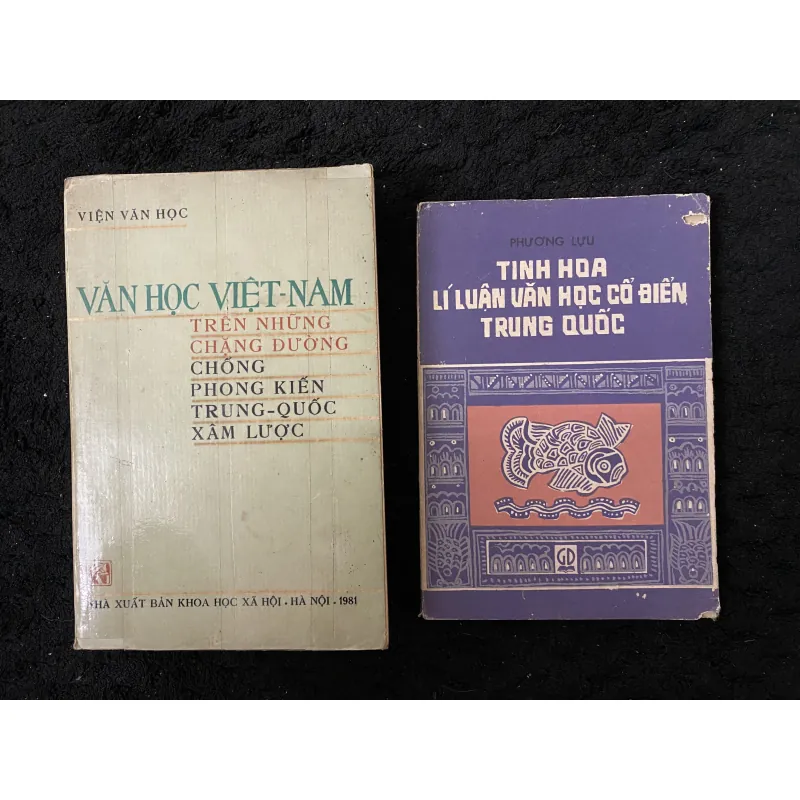 VIỆN VĂN HỌC
VĂN HỌC VIỆT-NAM
TRÊN NHỮNG
CHẶNG ĐƯỜNG
CHỐNG
PHONG KIẾN
TRUNG-QUỐC
XÂM LƯỢC
NHÀ XUẤT BẢN KHOA HỌC XÃ HỘI - HÀ NỘI - 1981
PHƯƠNG LỰU
TINH HOA
LÍ LUẬN VĂN HỌC CỔ ĐIỂN
TRUNG QUỐC
GD